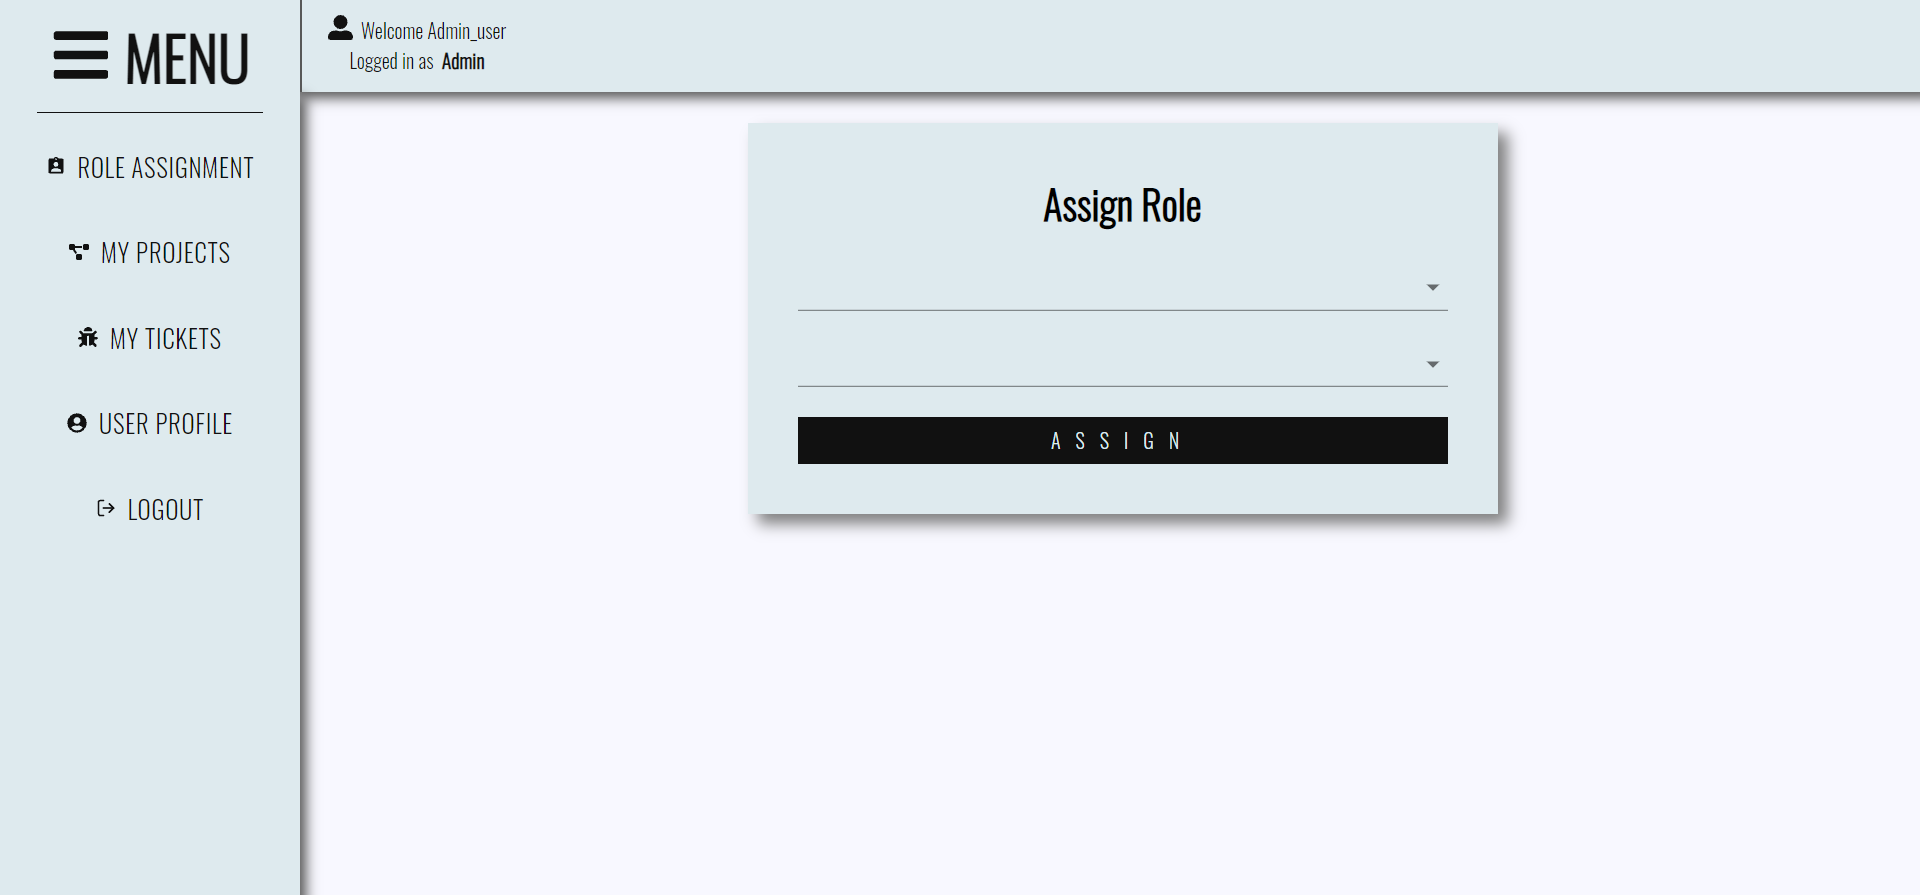 MENU
ROLE ASSIGNMENT
MY PROJECTS
MY TICKETS
USER PROFILE
LOGOUT
Welcome Admin_user
Logged in as Admin
Assign Role
ASSIGN